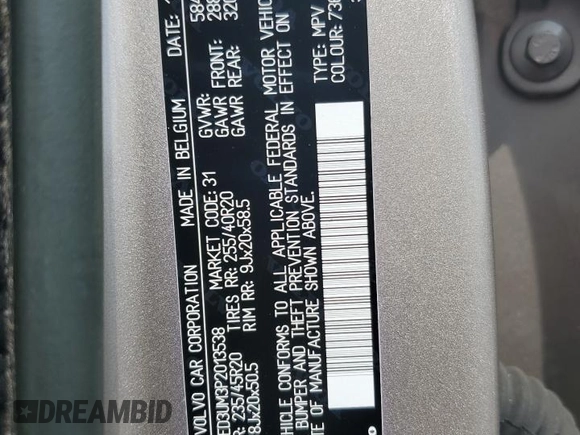 VOLVO CAR CORPORATION MADE IN BELGIUM DATE:
ED3UM3P2013538 MARKET CODE: 31 GVWR: 584
R: 235/45R20 TIRES RR: 255/40R20 GAWR FRONT: 288
8Jx20x50.5 RIM RR: 9Jx20x58.5 GAWR REAR: 320
EHICLE CONFORMS TO ALL APPLICABLE FEDERAL MOTOR VEHIC
BUMPER AND THEFT PREVENTION STANDARDS IN EFFECT ON
ATE OF MANUFACTURE SHOWN ABOVE.
TYPE: MPV
COLOUR: 73
DREAMBID